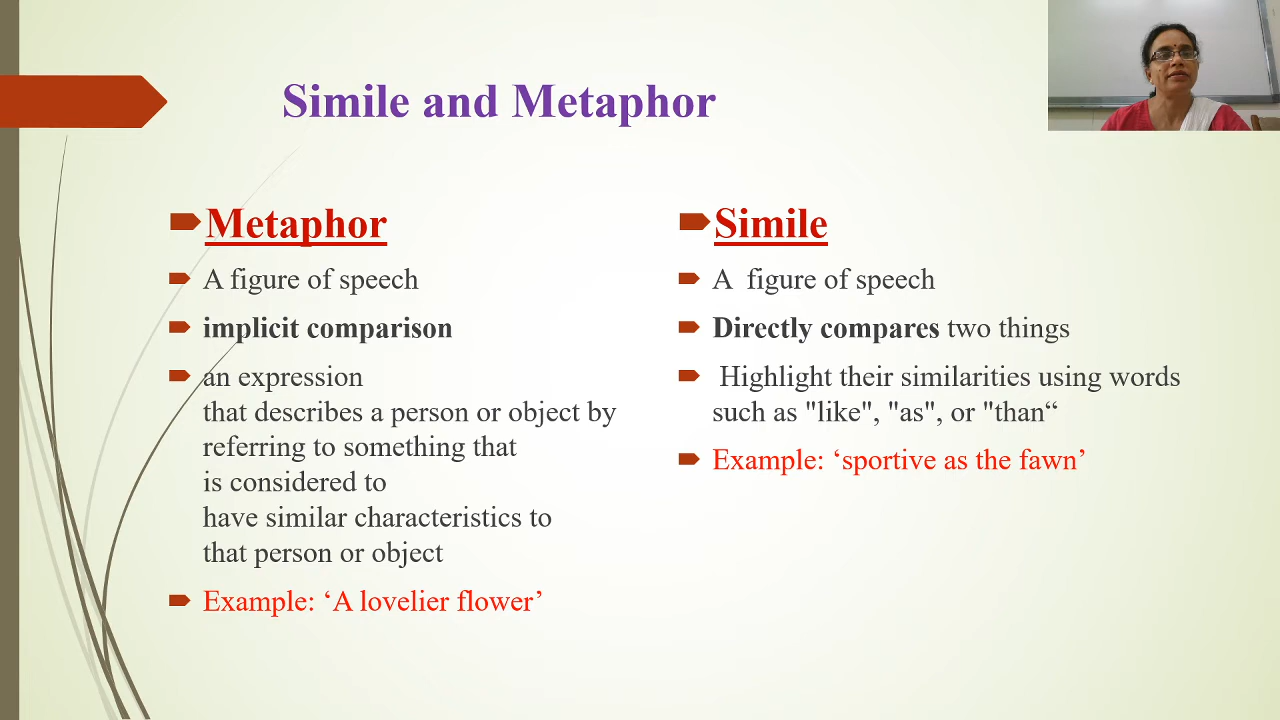 Simile and Metaphor
Metaphor
A figure of speech
implicit comparison
an expression
that describes a person or object by
referring to something that
is considered to
have similar characteristics to
that person or object
Example: ‘A lovelier flower’
Simile
A  figure of speech
Directly compares two things
Highlight their similarities using words
such as "like", "as", or "than“
Example: ‘sportive as the fawn’